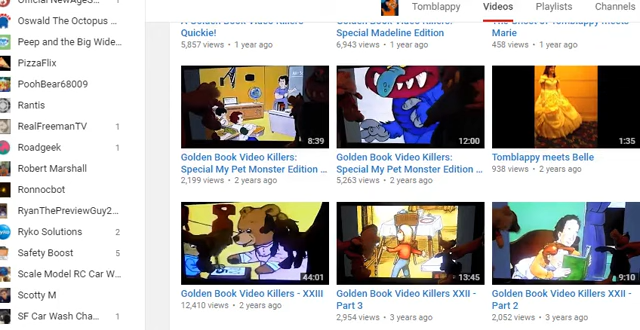 Official NewAgeS...
Tomblappy Videos Playlists Channels
Oswald The Octopus ...
Peep and the Big Wide...
PizzaFlix
PoohBear68009
Rantis
RealFreemanTV 1
Roadgeek 1
Robert Marshall
Ronnocbot
RyanThePreviewGuy2...
Ryko Solutions 2
Safety Boost 5
Scale Model RC Car W...
Scotty M
SF Car Wash Cha... 1
Golden Book Video Killers
Quickie!
5,857 views • 1 year ago
Special Madeline Edition
6,943 views • 1 year ago
Marie
458 views • 1 year ago
8:39
Golden Book Video Killers:
Special My Pet Monster Edition ...
2,199 views • 2 years ago
12:00
Golden Book Video Killers:
Special My Pet Monster Edition ...
5,263 views • 2 years ago
1:35
Tomblappy meets Belle
938 views • 2 years ago
44:01
Golden Book Video Killers - XXIII
12,410 views • 2 years ago
13:45
Golden Book Video Killers XXII -
Part 3
2,954 views • 3 years ago
9:10
Golden Book Video Killers XXII -
Part 2
2,052 views • 3 years ago